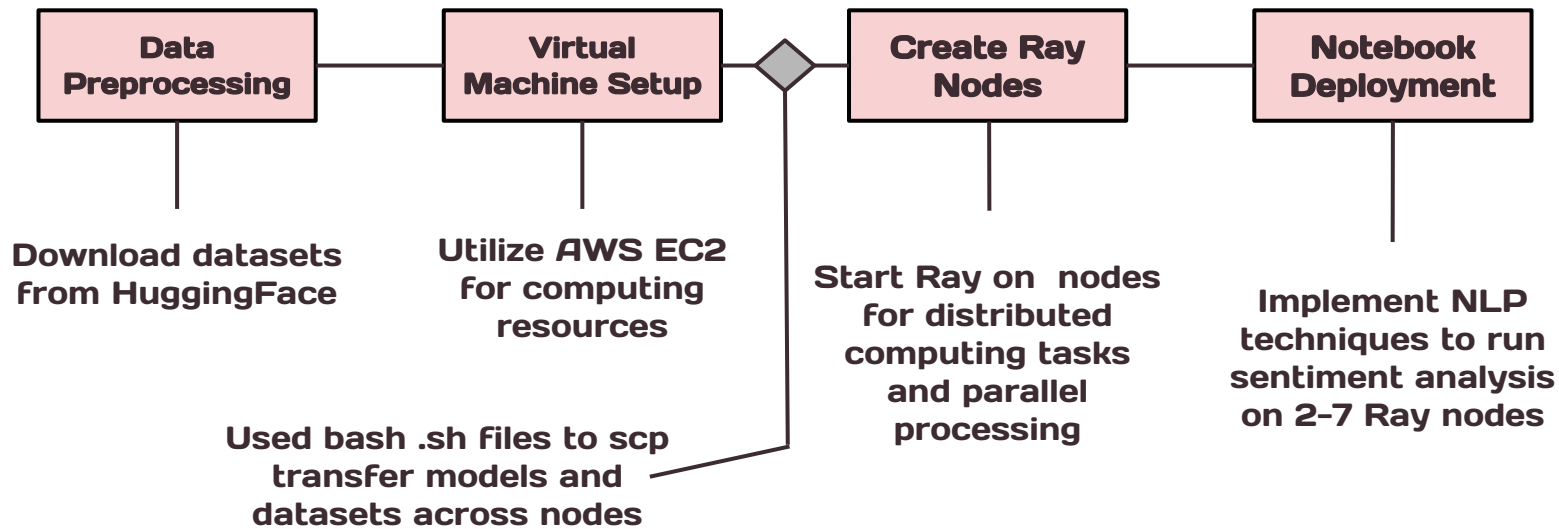 Data
Preprocessing
Virtual
Machine Setup
Create Ray
Nodes
Notebook
Deployment
Download datasets
from HuggingFace
Utilize AWS EC2
for computing
resources
Used bash .sh files to scp
transfer models and
datasets across nodes
Start Ray on  nodes
for distributed
computing tasks
and parallel
processing
Implement NLP
techniques to run
sentiment analysis
on 2-7 Ray nodes